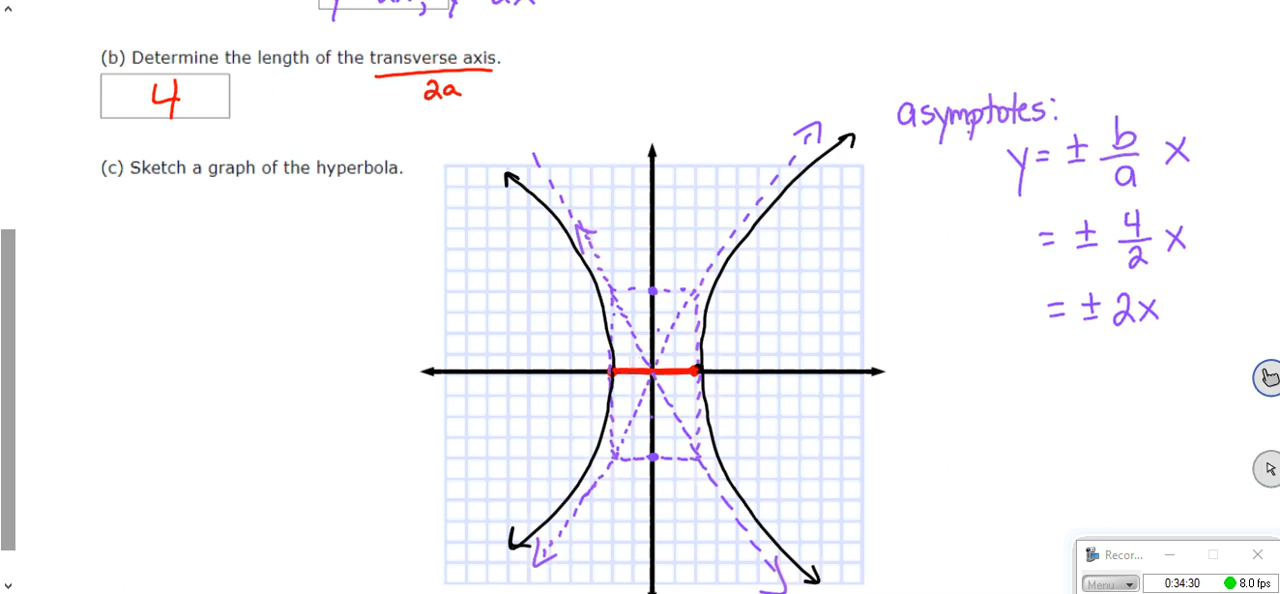 (b) Determine the length of the transverse axis.
4
2a
(c) Sketch a graph of the hyperbola.
asymptotes:
y = ± b/a x
= ± 4/2 x
= ± 2x
Recor...
Menu
0:34:30
8.0 fps